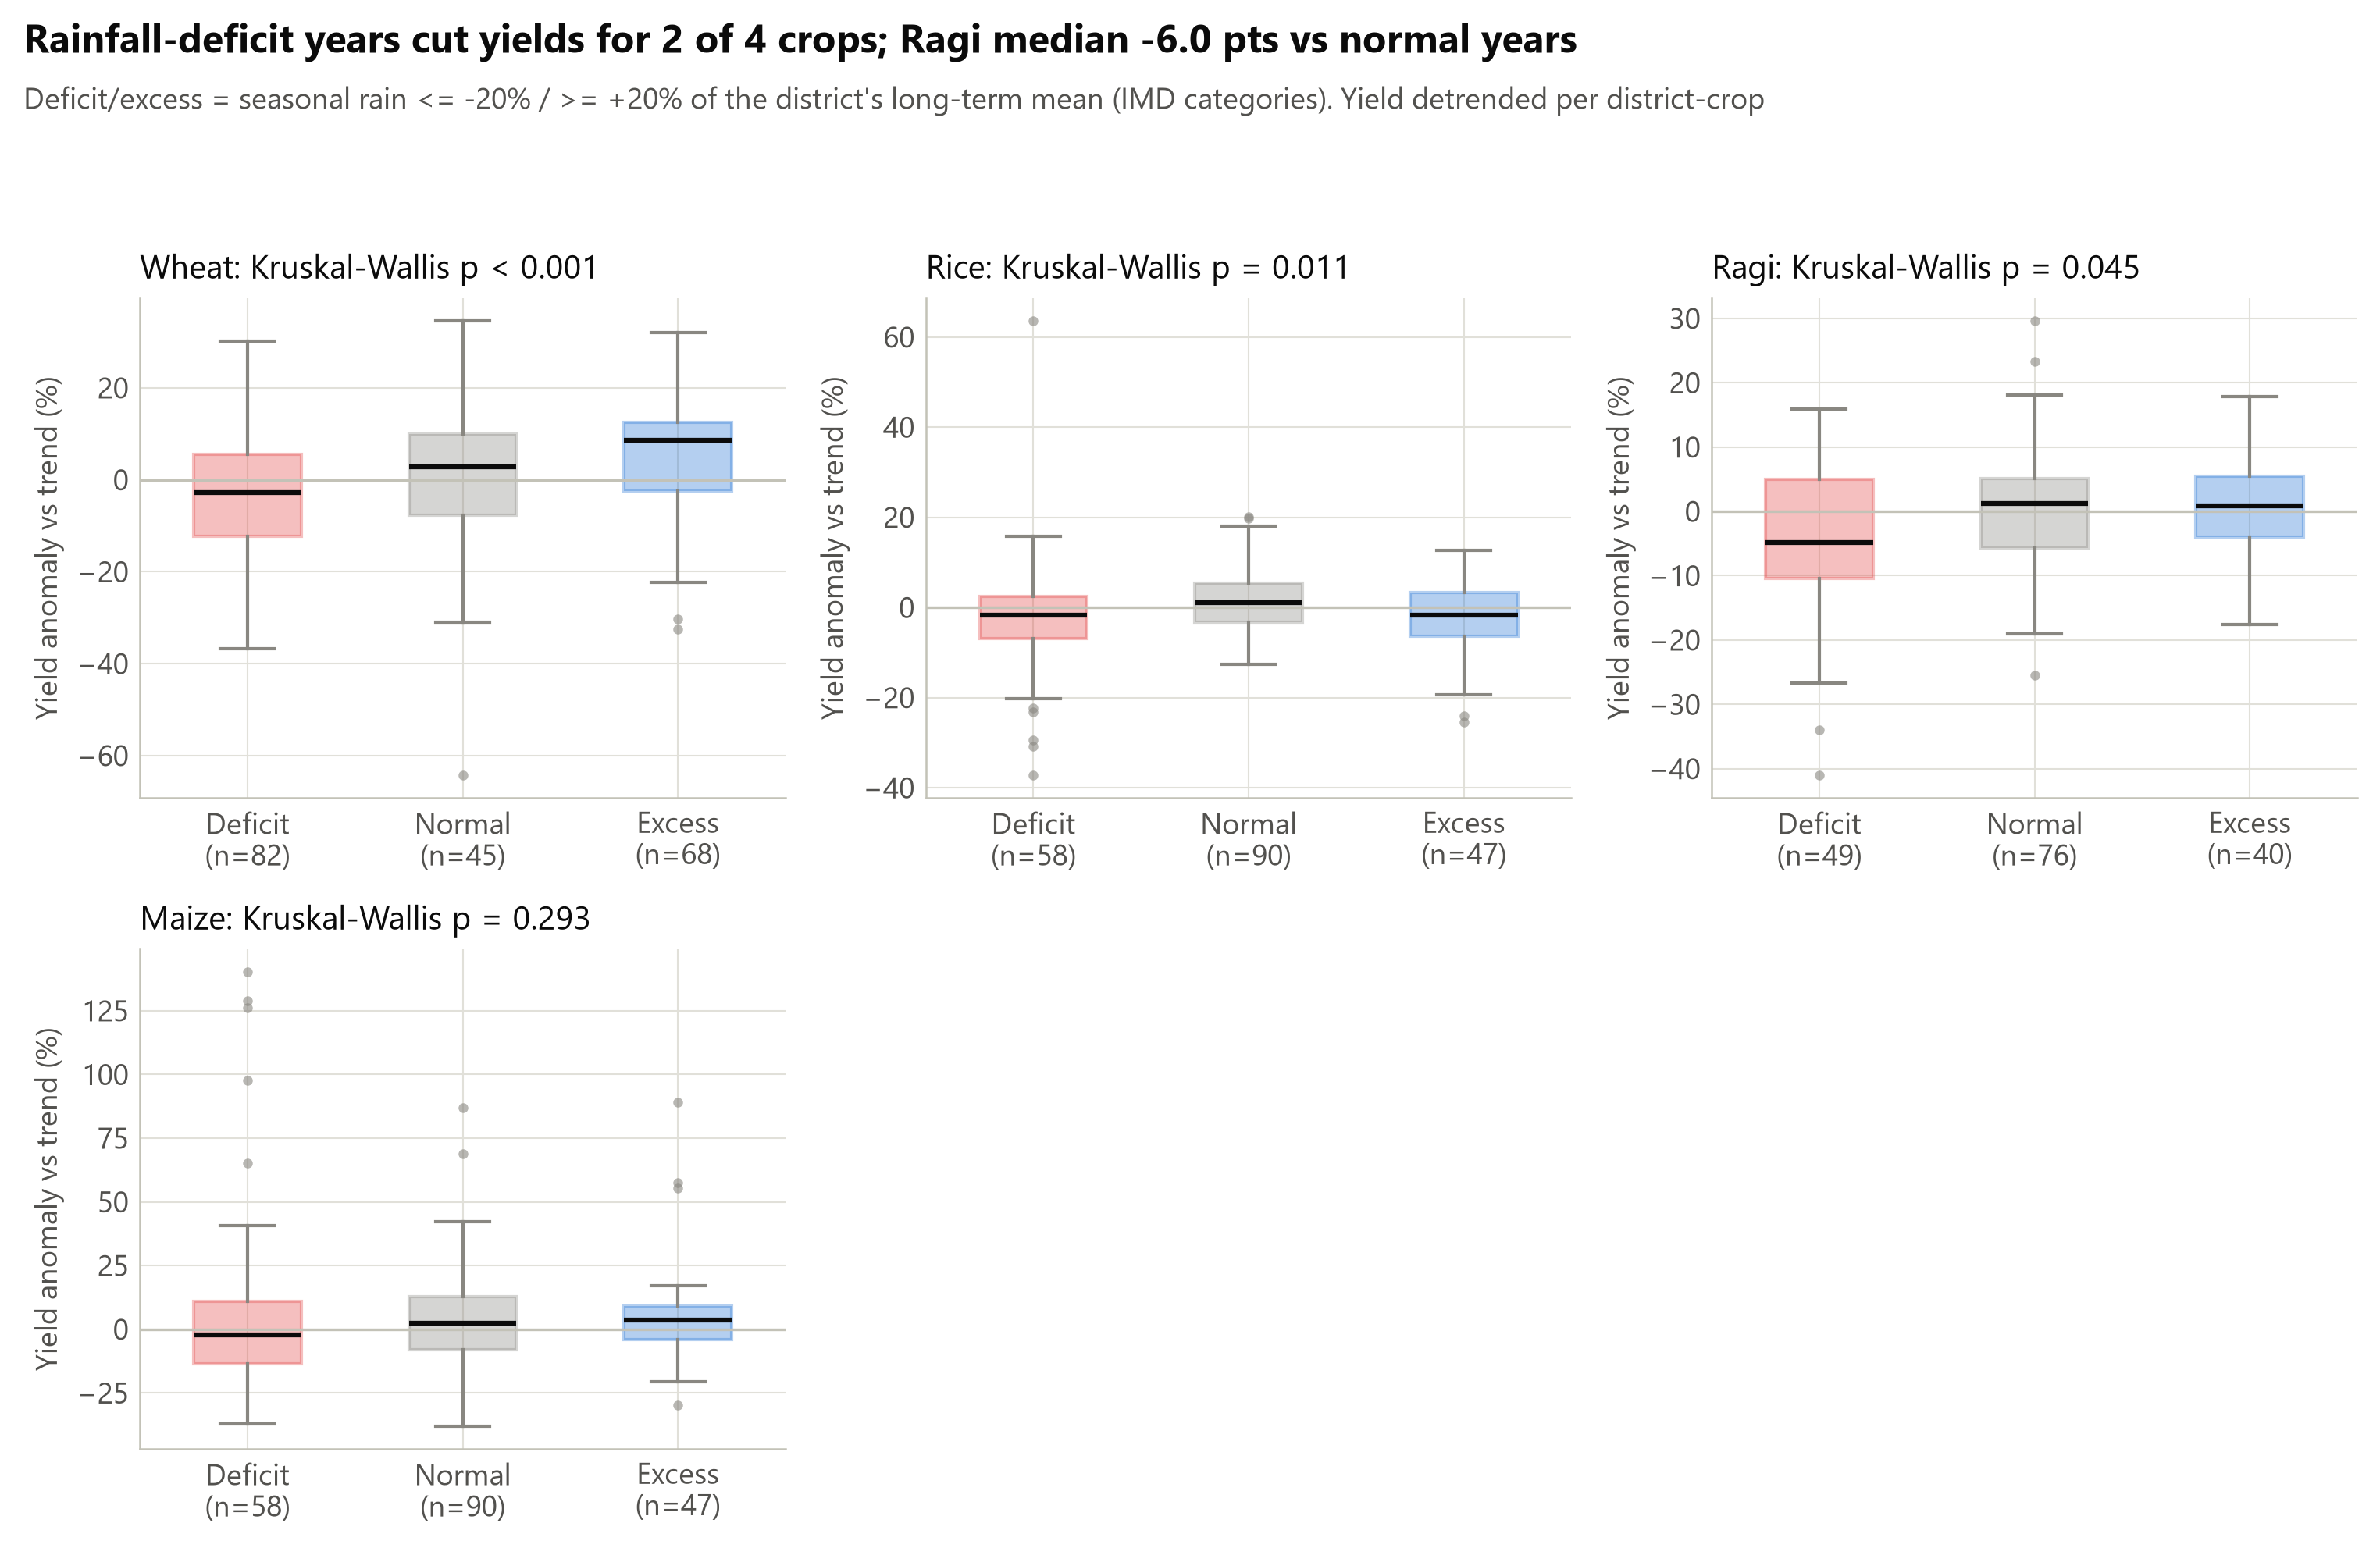 Rainfall-deficit years cut yields for 2 of 4 crops; Ragi median -6.0 pts vs normal years
Deficit/excess = seasonal rain <= -20% / >= +20% of the district's long-term mean (IMD categories). Yield detrended per district-crop
Wheat: Kruskal-Wallis p < 0.001
Yield anomaly vs trend (%)
20
0
−20
−40
−60
Deficit
(n=82)
Normal
(n=45)
Excess
(n=68)
Rice: Kruskal-Wallis p = 0.011
Yield anomaly vs trend (%)
60
40
20
0
−20
−40
Deficit
(n=58)
Normal
(n=90)
Excess
(n=47)
Ragi: Kruskal-Wallis p = 0.045
Yield anomaly vs trend (%)
30
20
10
0
−10
−20
−30
−40
Deficit
(n=49)
Normal
(n=76)
Excess
(n=40)
Maize: Kruskal-Wallis p = 0.293
Yield anomaly vs trend (%)
125
100
75
50
25
0
−25
Deficit
(n=58)
Normal
(n=90)
Excess
(n=47)